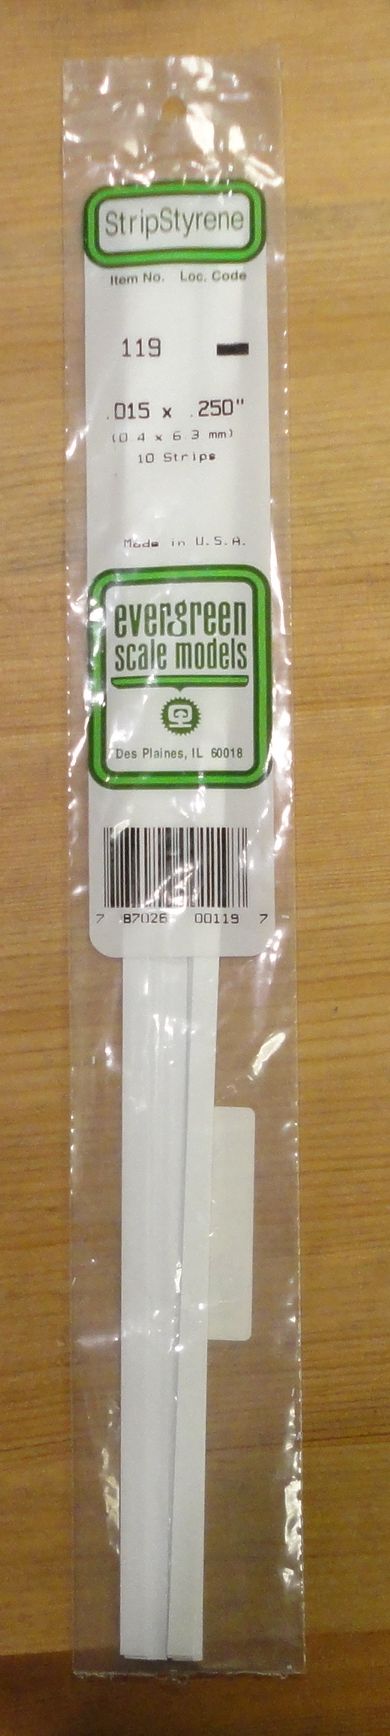 StripStyrene
Item No. Loc. Code
119
.015 x .250"
(0.4 x 6.3 mm)
10 Strips
Made in U.S.A.
evergreen
scale models
Des Plaines, IL 60018
7 87026 00119 7